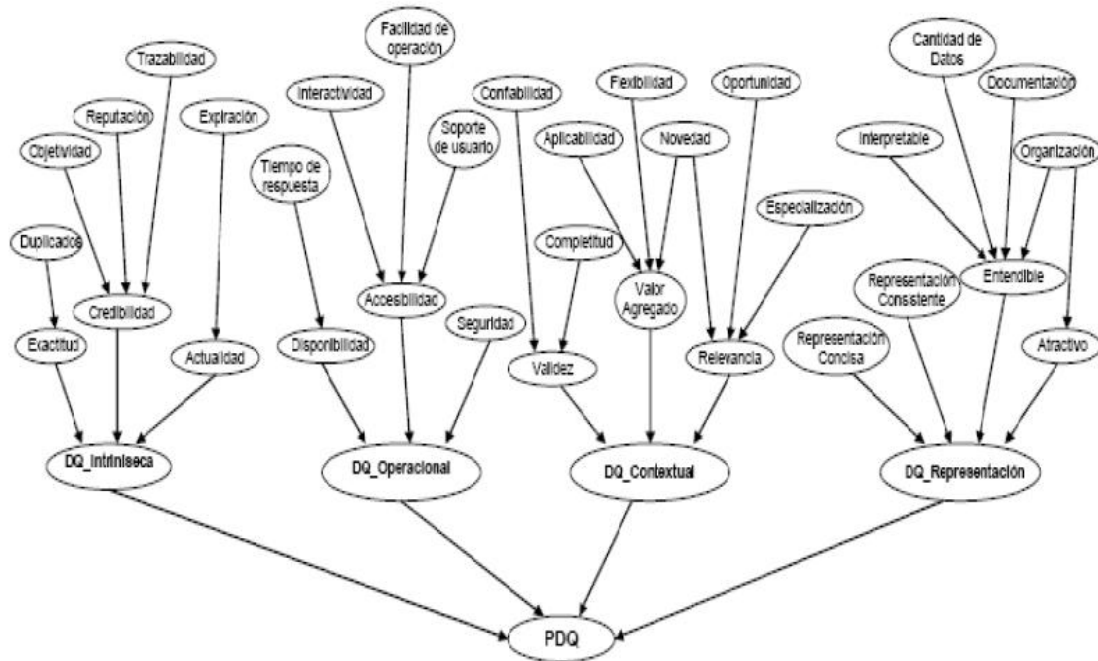 Facilidad de
operación
Trazabilidad
Cantidad de
Datos
Interactividad
Confabilidad
Flexibilidad
Oportunidad
Documentación
Reputación
Expiración
Soporte
de usuario
Aplicabilidad
Novedad
Interpretable
Objetividad
Organización
Tiempo de
respuesta
Especialización
Duplicados
Completitud
Representación
Consistente
Entendible
Credibilidad
Accesibilidad
Valor
Agregado
Seguridad
Exactitud
Actualidad
Disponibilidad
Validez
Relevancia
Representación
Concisa
Atractivo
DQ_Intriniseca
DQ_Operacional
DQ_Contextual
DQ_Representación
PDQ